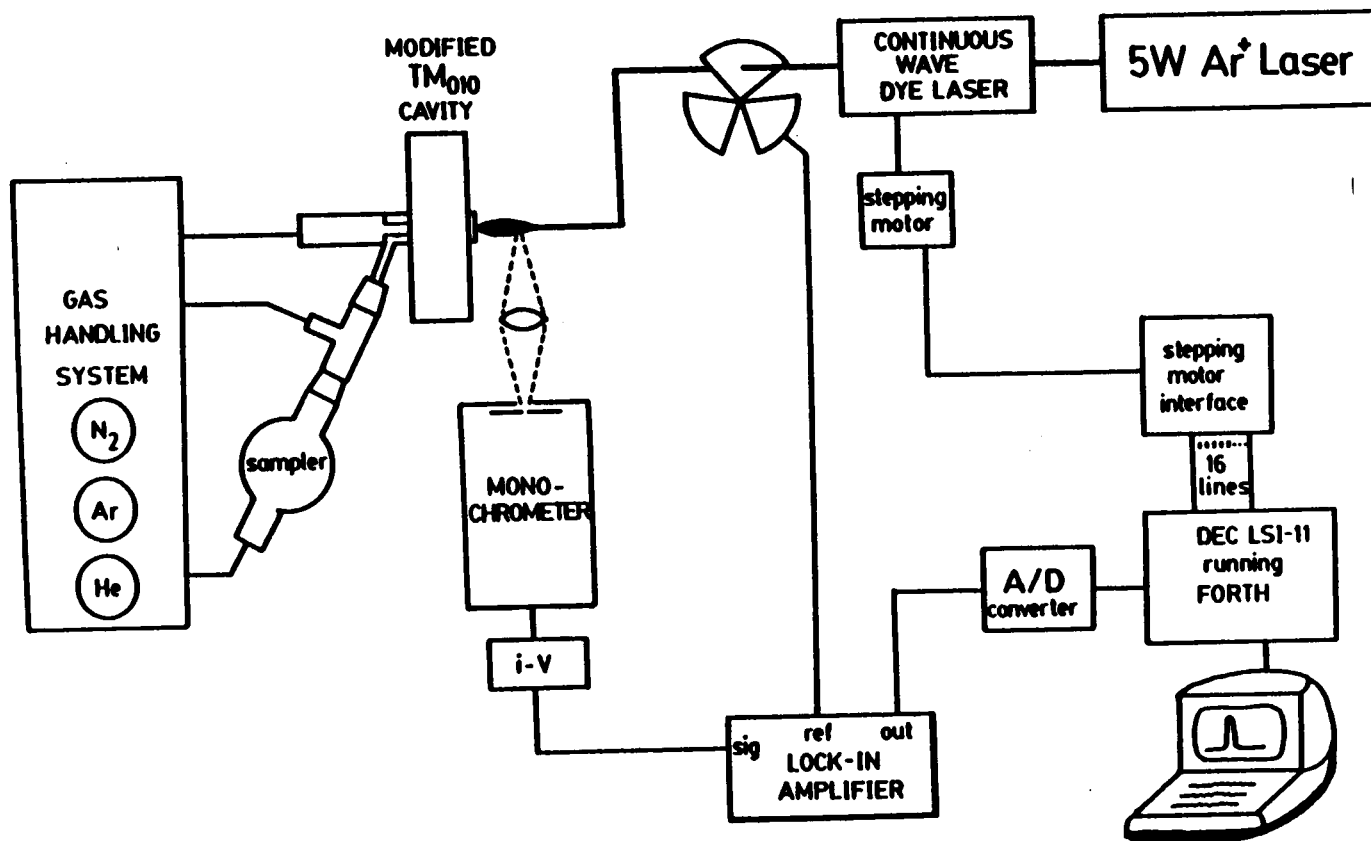 MODIFIED
TM010
CAVITY
CONTINUOUS
WAVE
DYE LASER
5W Ar+ Laser
stepping
motor
GAS
HANDLING
SYSTEM
N2
Ar
He
sampler
MONO-
CHROMETER
i-V
stepping
motor
interface
16
lines
DEC LSI-11
running
FORTH
A/D
converter
sig
ref
out
LOCK-IN
AMPLIFIER